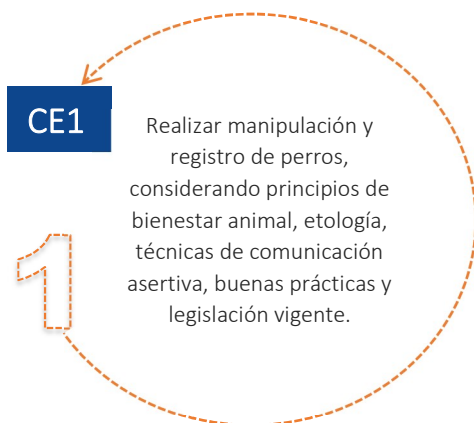 CE1
1
Realizar manipulación y
registro de perros,
considerando principios de
bienestar animal, etología,
técnicas de comunicación
asertiva, buenas prácticas y
legislación vigente.